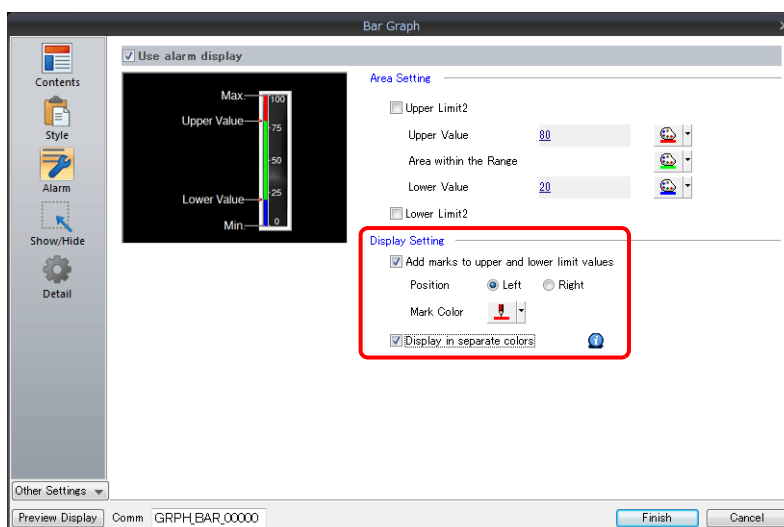 Bar Graph
Contents
Style
Alarm
Show/Hide
Detail
Other Settings
Use alarm display
Max.
Upper Value
Lower Value
Min.
100
75
50
25
0
Area Setting
Upper Limit2
Upper Value 80
Area within the Range
Lower Value 20
Lower Limit2
Display Setting
Add marks to upper and lower limit values
Position Left Right
Mark Color
Display in separate colors
Preview Display Comm GRPH_BAR_00000 Finish Cancel